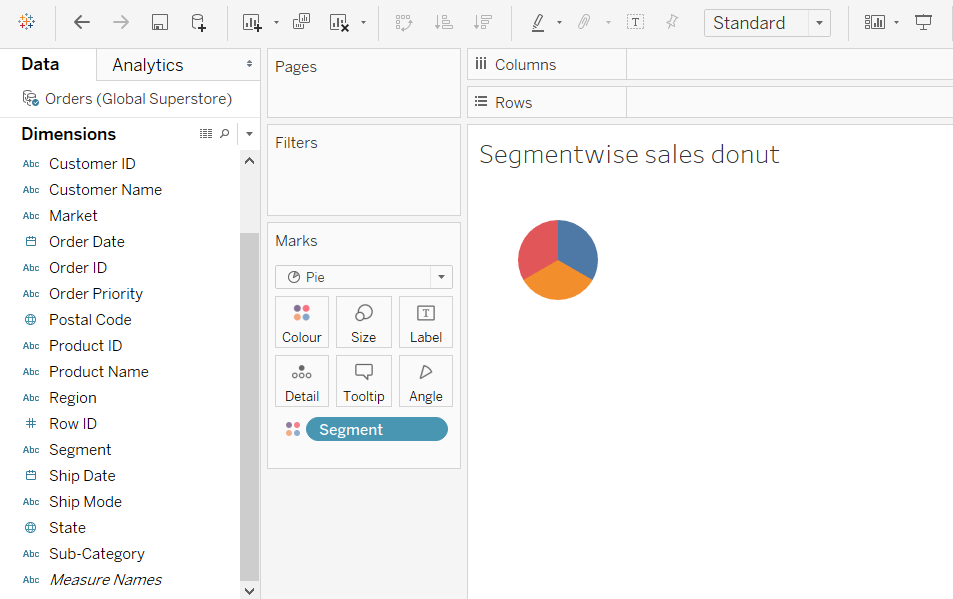 Standard
Data
Analytics
Orders (Global Superstore)
Dimensions
Abc Customer ID
Abc Customer Name
Abc Market
Order Date
Abc Order ID
Abc Order Priority
Postal Code
Abc Product ID
Abc Product Name
Abc Region
# Row ID
Abc Segment
Ship Date
Abc Ship Mode
State
Abc Sub-Category
Abc Measure Names
Pages
Filters
Marks
Pie
Colour Size T Label
Detail Tooltip Angle
Segment
Columns
Rows
Segmentwise sales donut